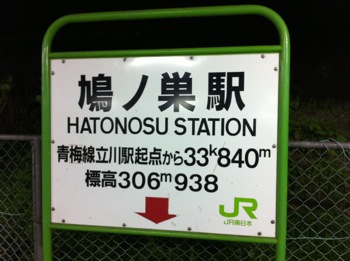 鳩ノ巣駅
HATONOSU STATION
青梅線立川駅起点から33ᵏ840ᵐ
標高306ᵐ938
JR
JR東日本